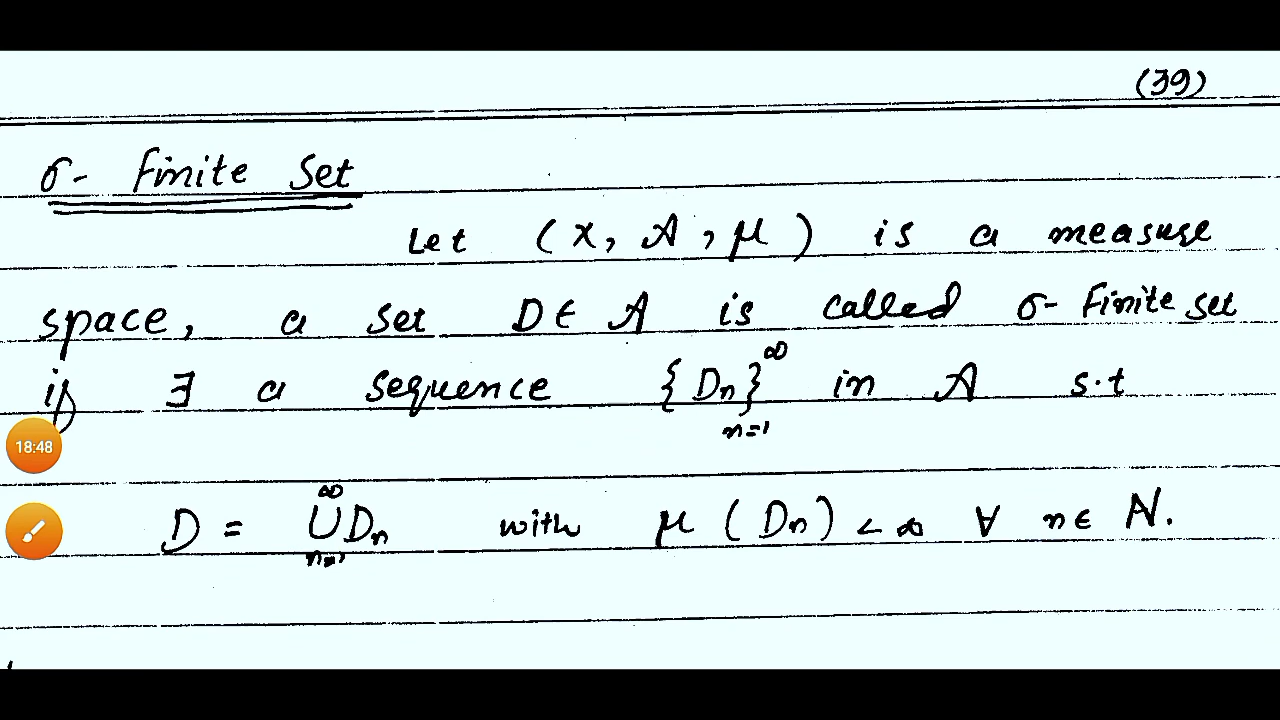 (39)
σ- Finite Set
Let (X, 𝒜, μ) is a measure
space, a set D ∈ 𝒜 is called σ- Finite set
if ∃ a sequence {Dn}∞n=1 in 𝒜 s.t
18:48
D = ∞⋃n=1 Dn with μ (Dn) < ∞ ∀ n ∈ N.